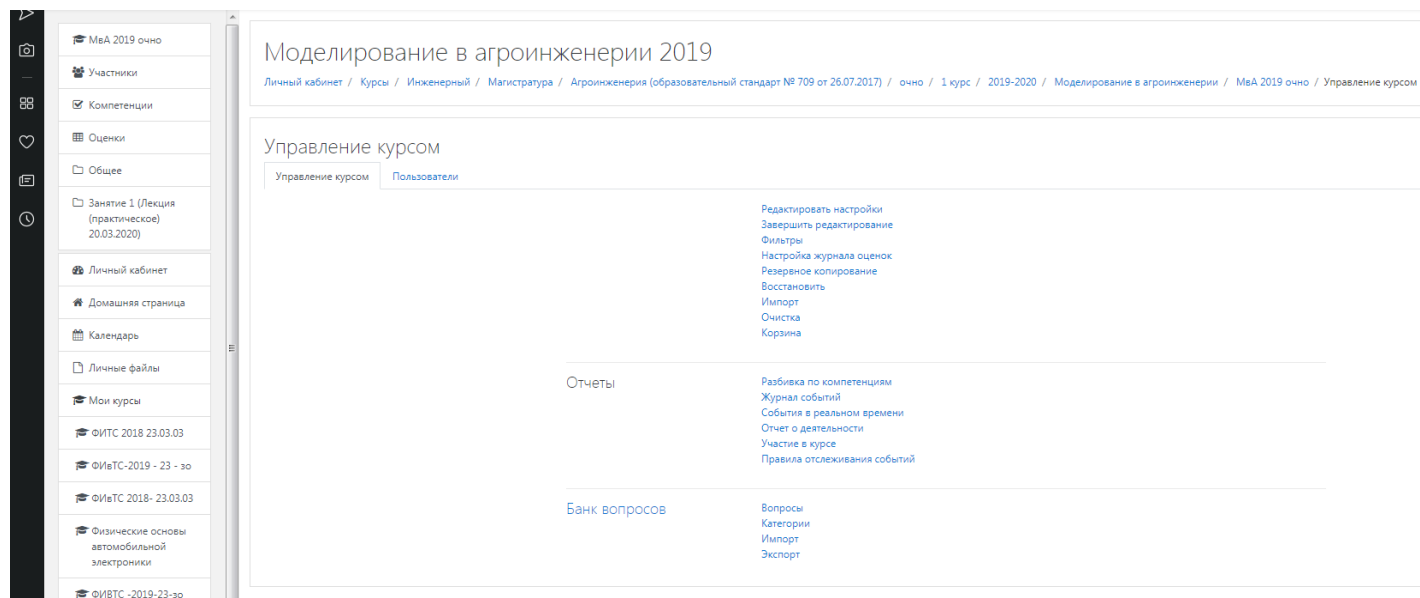 МвА 2019 очно
Участники
Компетенции
Оценки
Общее
Занятие 1 (Лекция
(практическое)
20.03.2020)
Личный кабинет
Домашняя страница
Календарь
Личные файлы
Мои курсы
ФИТС 2018 23.03.03
ФИвТС-2019 - 23 - зо
ФИвТС 2018- 23.03.03
Физические основы
автомобильной
электроники
ФИВТС -2019-23-зо
Моделирование в агроинженерии 2019
Личный кабинет / Курсы / Инженерный / Магистратура / Агроинженерия (образовательный стандарт № 709 от 26.07.2017) / очно / 1 курс / 2019-2020 / Моделирование в агроинженерии / МвА 2019 очно / Управление курсом
Управление курсом
Управление курсом Пользователи
Редактировать настройки
Завершить редактирование
Фильтры
Настройка журнала оценок
Резервное копирование
Восстановить
Импорт
Очистка
Корзина
Отчеты
Разбивка по компетенциям
Журнал событий
События в реальном времени
Отчет о деятельности
Участие в курсе
Правила отслеживания событий
Банк вопросов
Вопросы
Категории
Импорт
Экспорт